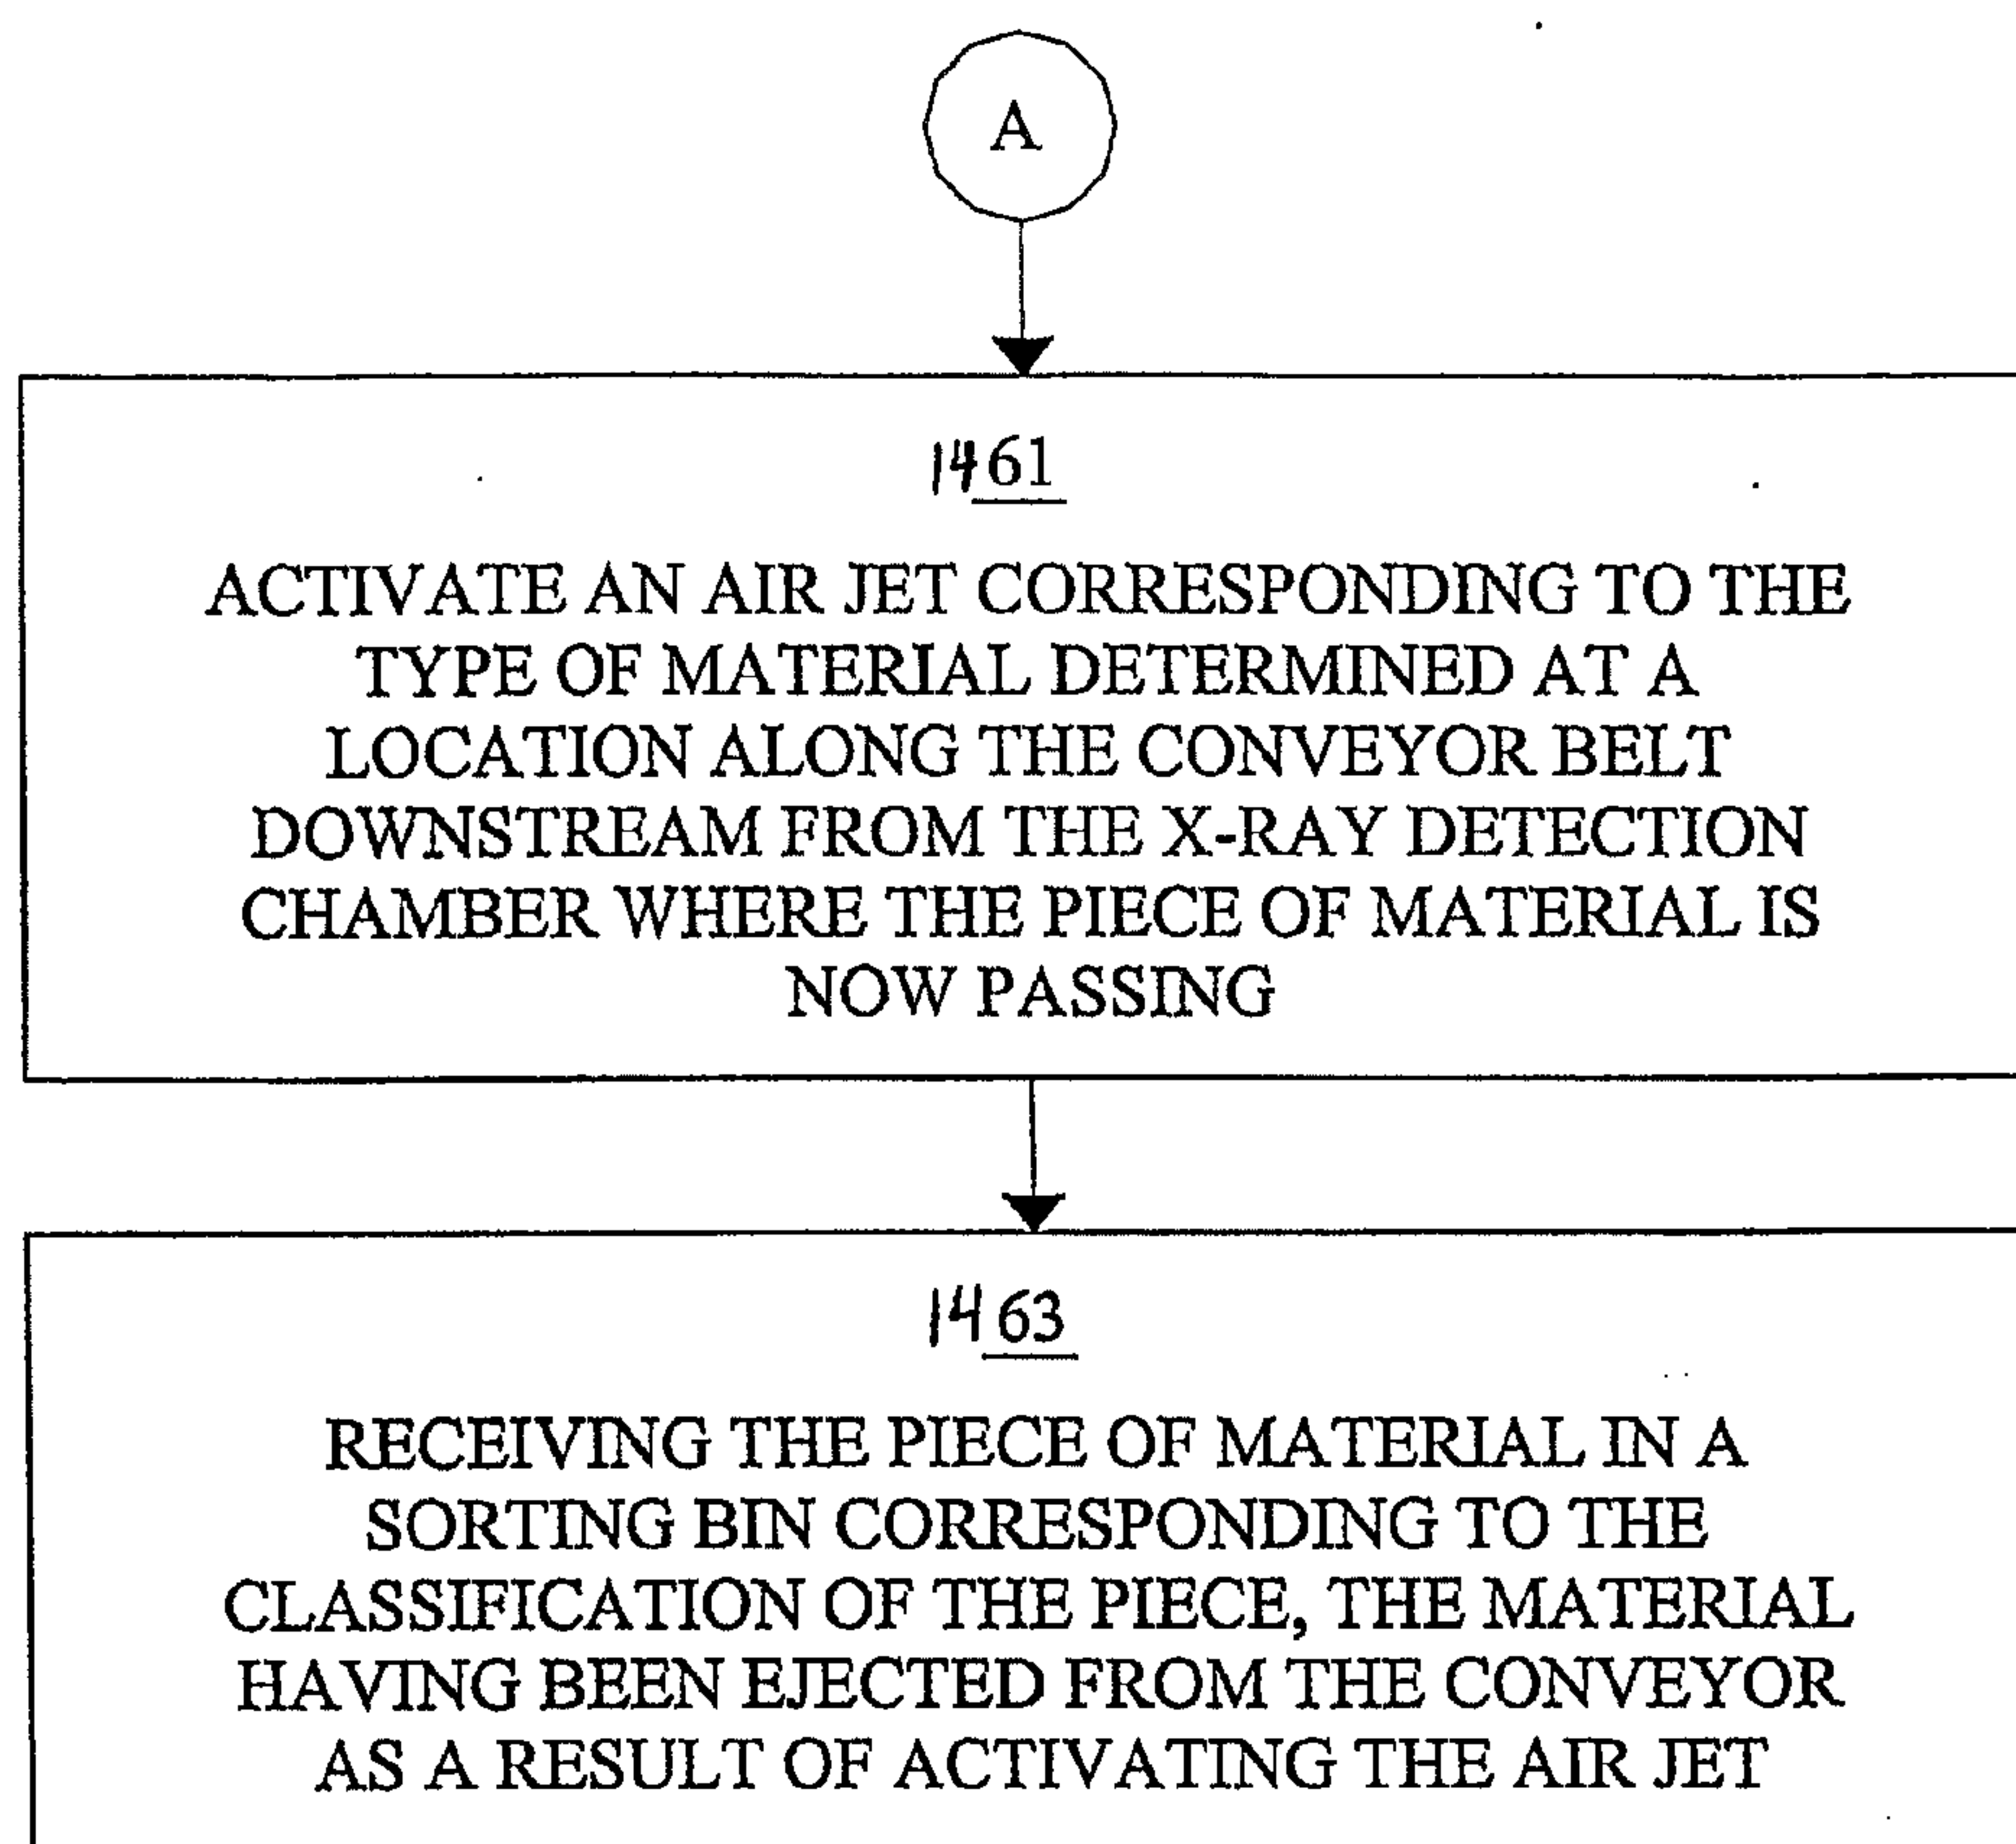 A
1461
ACTIVATE AN AIR JET CORRESPONDING TO THE
TYPE OF MATERIAL DETERMINED AT A
LOCATION ALONG THE CONVEYOR BELT
DOWNSTREAM FROM THE X-RAY DETECTION
CHAMBER WHERE THE PIECE OF MATERIAL IS
NOW PASSING
1463
RECEIVING THE PIECE OF MATERIAL IN A
SORTING BIN CORRESPONDING TO THE
CLASSIFICATION OF THE PIECE, THE MATERIAL
HAVING BEEN EJECTED FROM THE CONVEYOR
AS A RESULT OF ACTIVATING THE AIR JET